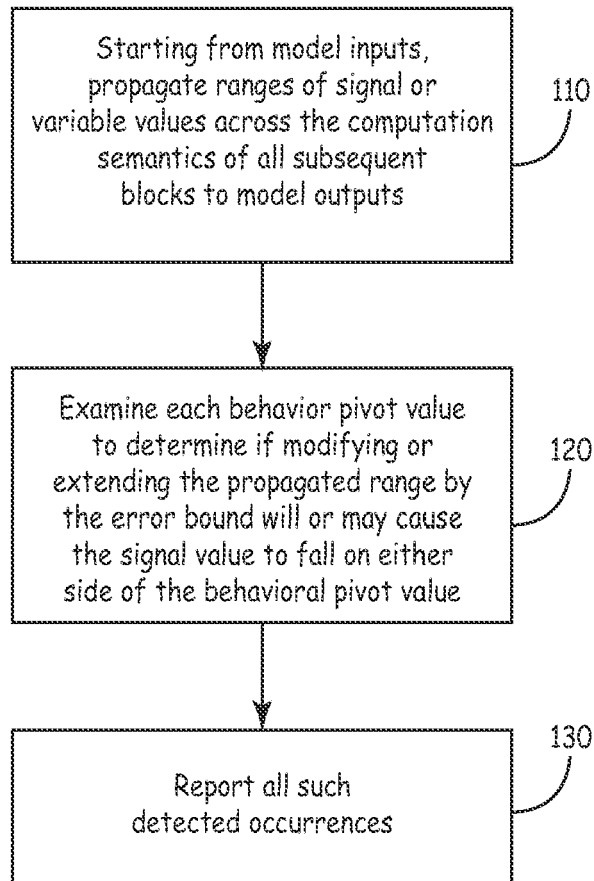 Starting from model inputs,
propagate ranges of signal or
variable values across the computation
semantics of all subsequent
blocks to model outputs
110
Examine each behavior pivot value
to determine if modifying or
extending the propagated range by
the error bound will or may cause
the signal value to fall on either
side of the behavioral pivot value
120
Report all such
detected occurrences
130